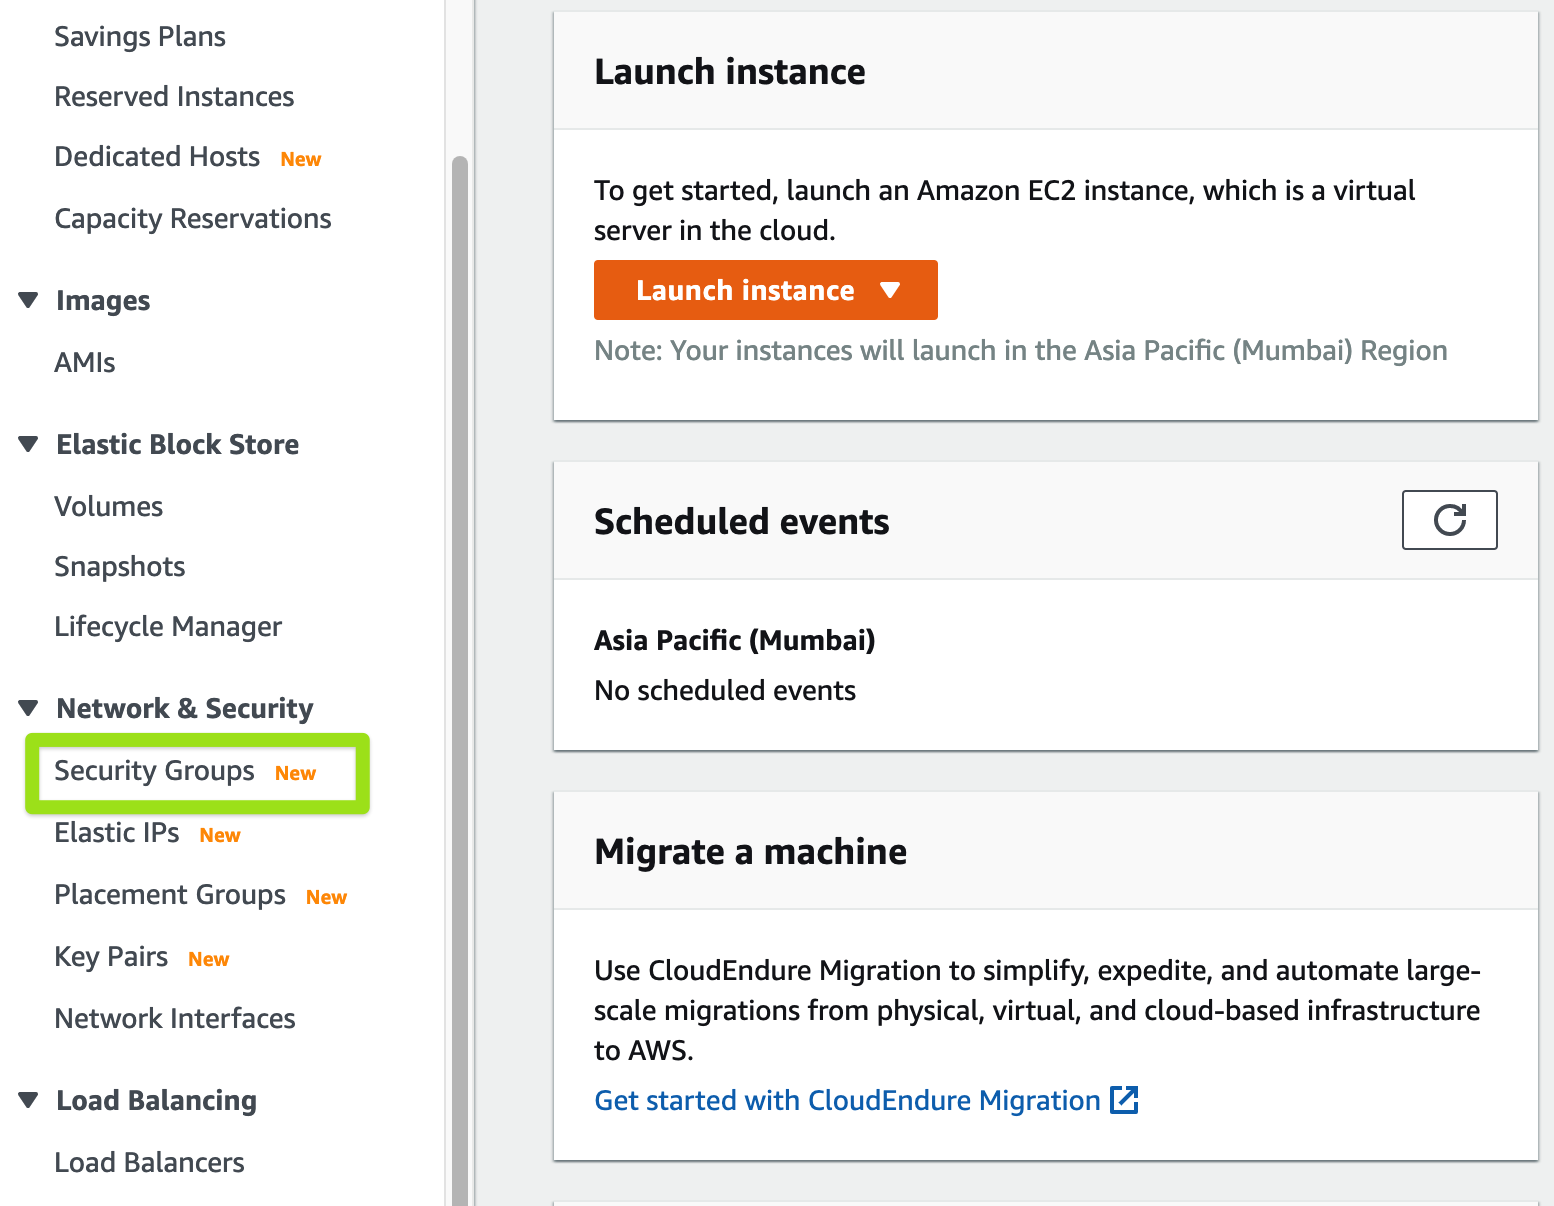 Savings Plans
Reserved Instances
Dedicated Hosts New
Capacity Reservations
Images
AMIs
Elastic Block Store
Volumes
Snapshots
Lifecycle Manager
Network & Security
Security Groups New
Elastic IPs New
Placement Groups New
Key Pairs New
Network Interfaces
Load Balancing
Load Balancers
Launch instance
To get started, launch an Amazon EC2 instance, which is a virtual
server in the cloud.
Launch instance
Note: Your instances will launch in the Asia Pacific (Mumbai) Region
Scheduled events
Asia Pacific (Mumbai)
No scheduled events
Migrate a machine
Use CloudEndure Migration to simplify, expedite, and automate large-
scale migrations from physical, virtual, and cloud-based infrastructure
to AWS.
Get started with CloudEndure Migration